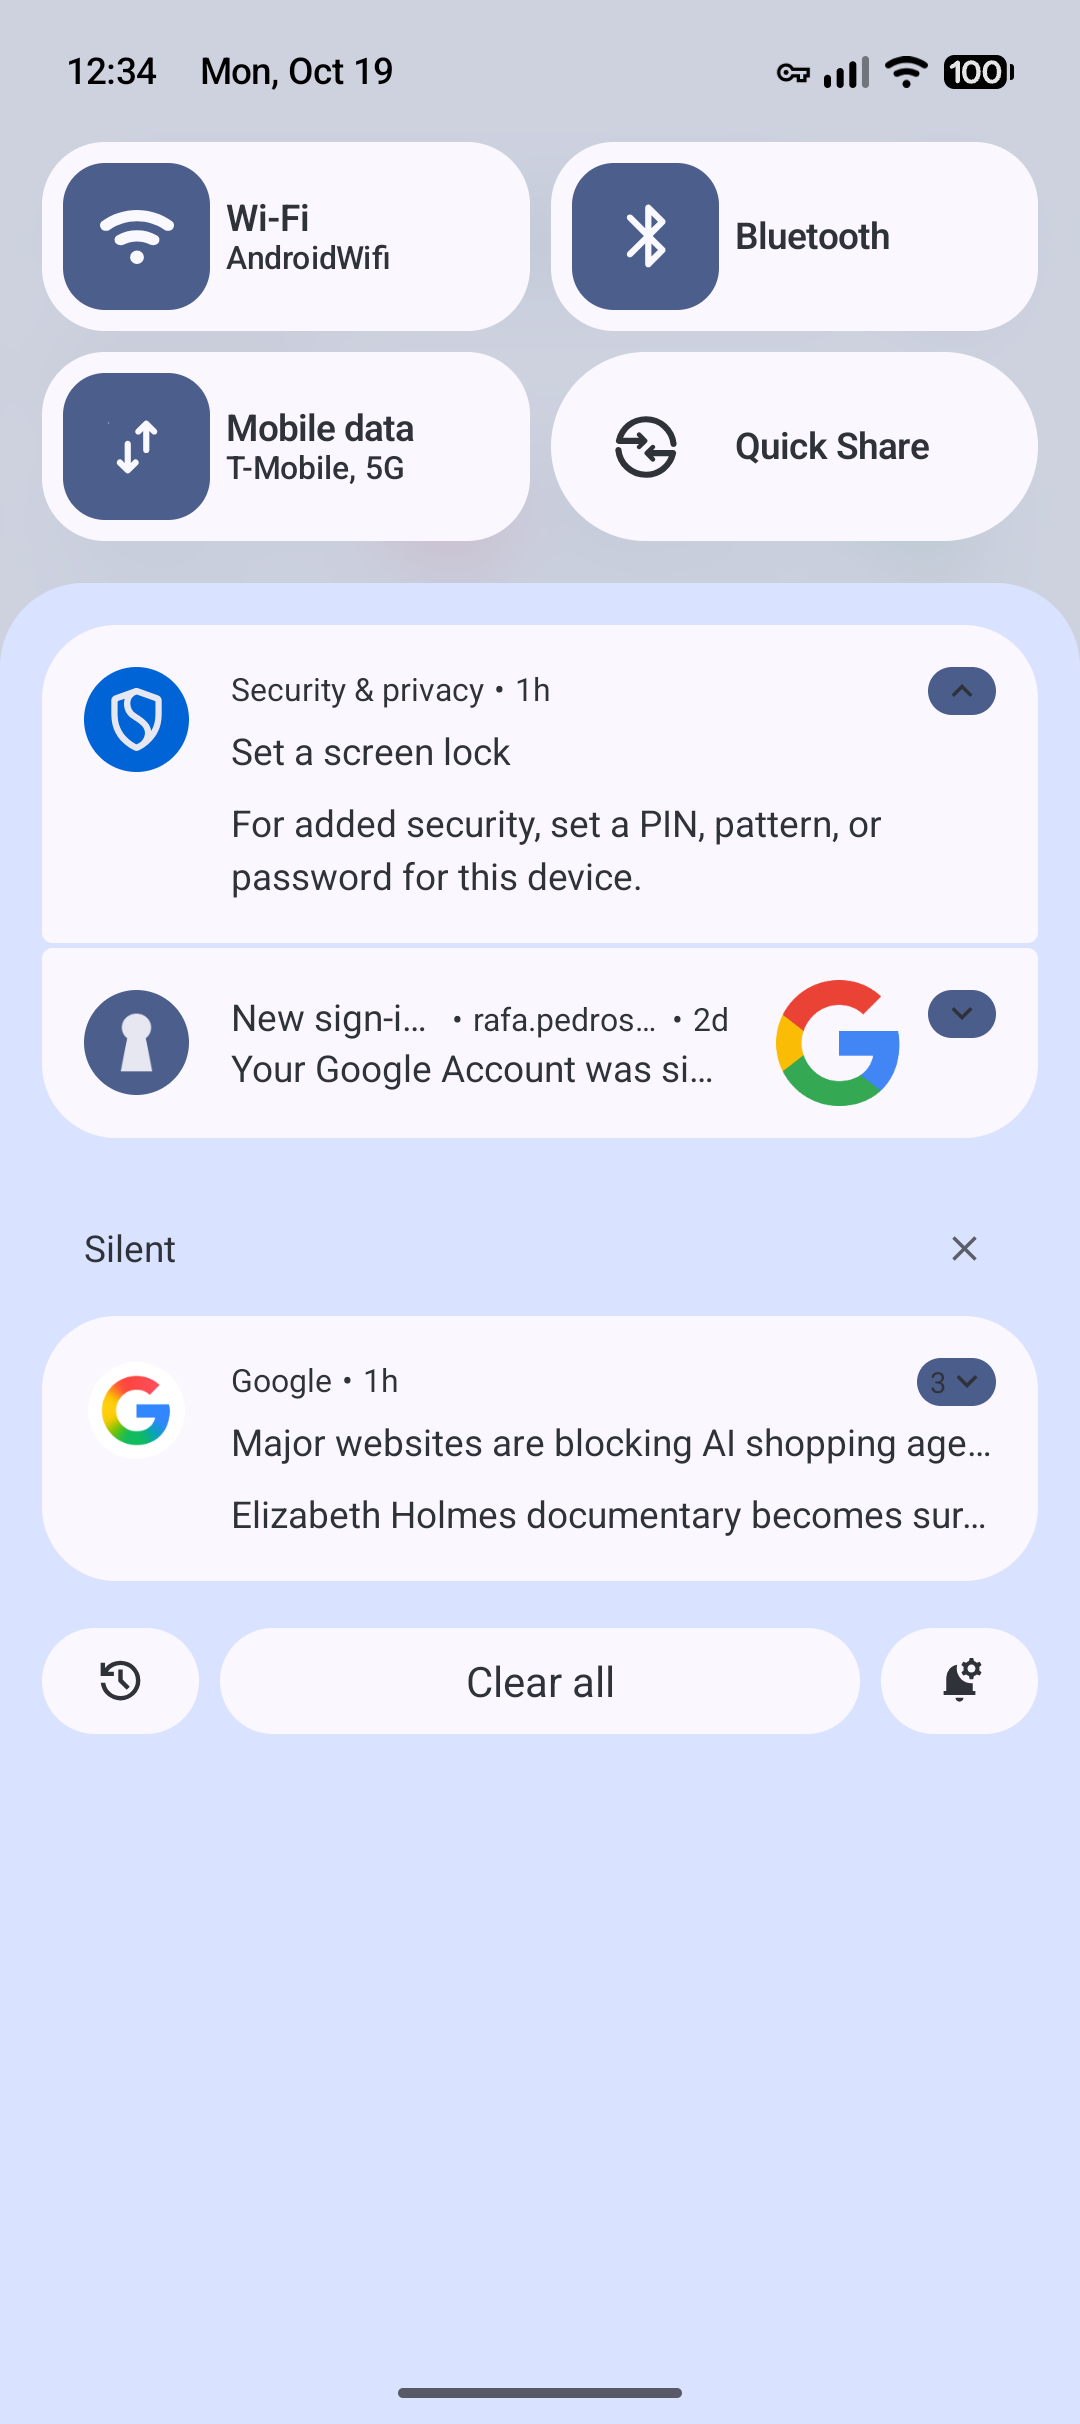 12:34 Mon, Oct 19 100
Wi-Fi
AndroidWifi
Bluetooth
Mobile data
T-Mobile, 5G
Quick Share
Security & privacy • 1h
Set a screen lock
For added security, set a PIN, pattern, or
password for this device.
New sign-i… • rafa.pedros… • 2d
Your Google Account was si…
Silent
Google • 1h
3
Major websites are blocking AI shopping age…
Elizabeth Holmes documentary becomes sur…
Clear all